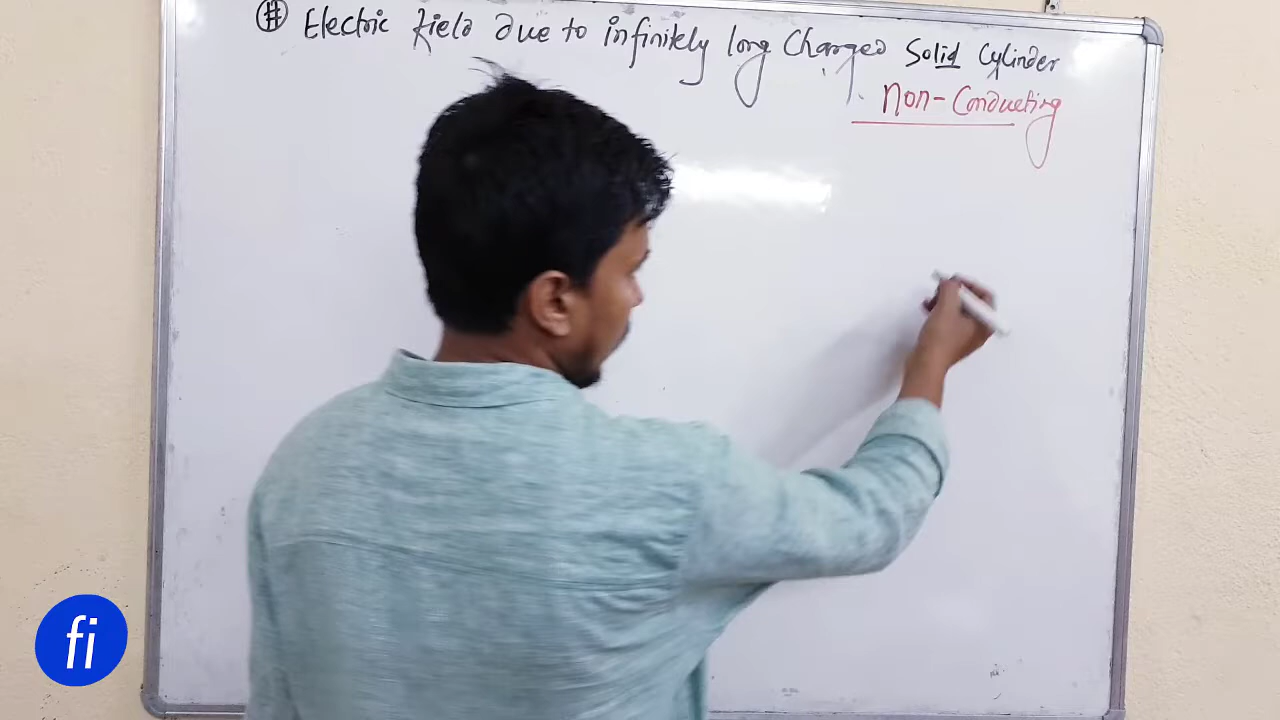 # Electric field due to infinitely long Charged Solid Cylinder
Non-Conducting
fi